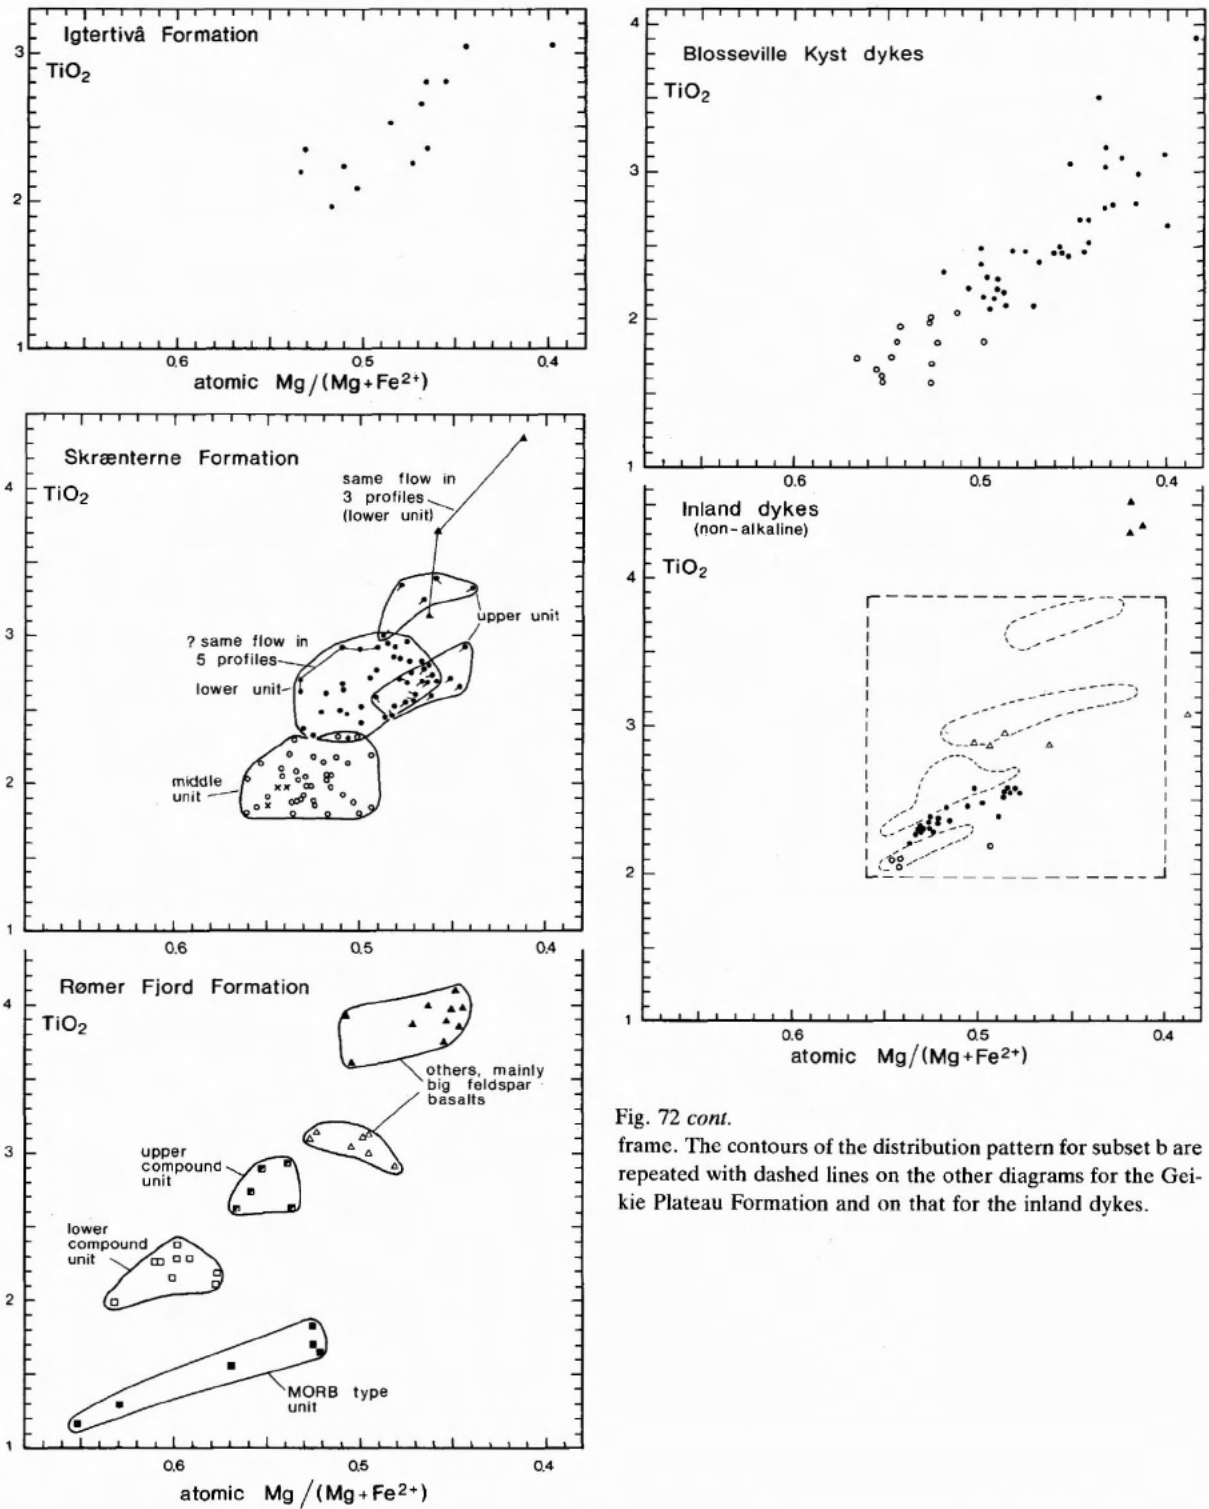 Igtertivâ Formation
TiO2
3
2
1
0.6
0.5
0.4
atomic Mg/(Mg+Fe2+)
Skrænterne Formation
TiO2
same flow in
3 profiles
(lower unit)
upper unit
? same flow in
5 profiles
lower unit
middle
unit
4
3
2
1
0.6
0.5
0.4
Rømer Fjord Formation
TiO2
others, mainly
big feldspar
basalts
upper
compound
unit
lower
compound
unit
MORB type
unit
4
3
2
1
0.6
0.5
0.4
atomic Mg/(Mg+Fe2+)
Blosseville Kyst dykes
TiO2
4
3
2
1
0.6
0.5
0.4
Inland dykes
(non-alkaline)
TiO2
4
3
2
1
0.6
0.5
0.4
atomic Mg/(Mg+Fe2+)
Fig. 72 cont.
frame. The contours of the distribution pattern for subset b are
repeated with dashed lines on the other diagrams for the Gei-
kie Plateau Formation and on that for the inland dykes.